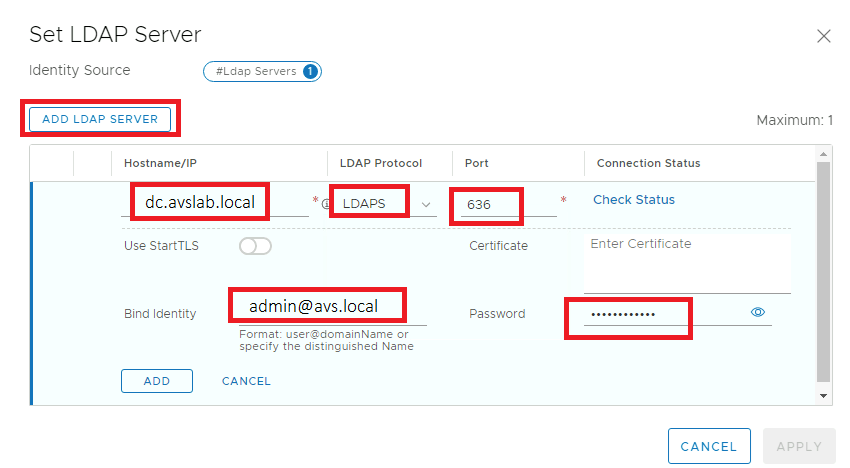 Set LDAP Server
Identity Source #Ldap Servers 1
ADD LDAP SERVER
Maximum: 1
Hostname/IP LDAP Protocol Port Connection Status
dc.avslab.local * LDAPS 636 * Check Status
Use StartTLS Certificate Enter Certificate
Bind Identity admin@avs.local Password ••••••••••••
Format: user@domainName or
specify the distinguished Name
ADD CANCEL
CANCEL APPLY